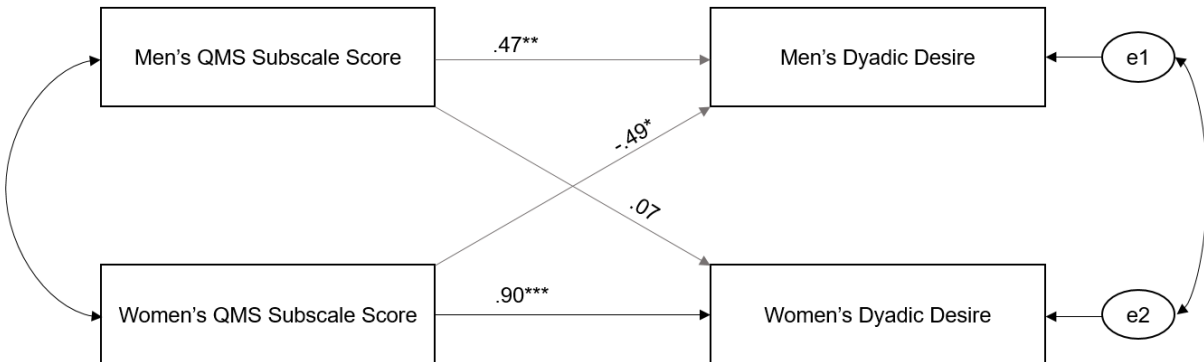 Men’s QMS Subscale Score
.47**
Men’s Dyadic Desire
e1
-.49*
.07
Women’s QMS Subscale Score
.90***
Women’s Dyadic Desire
e2